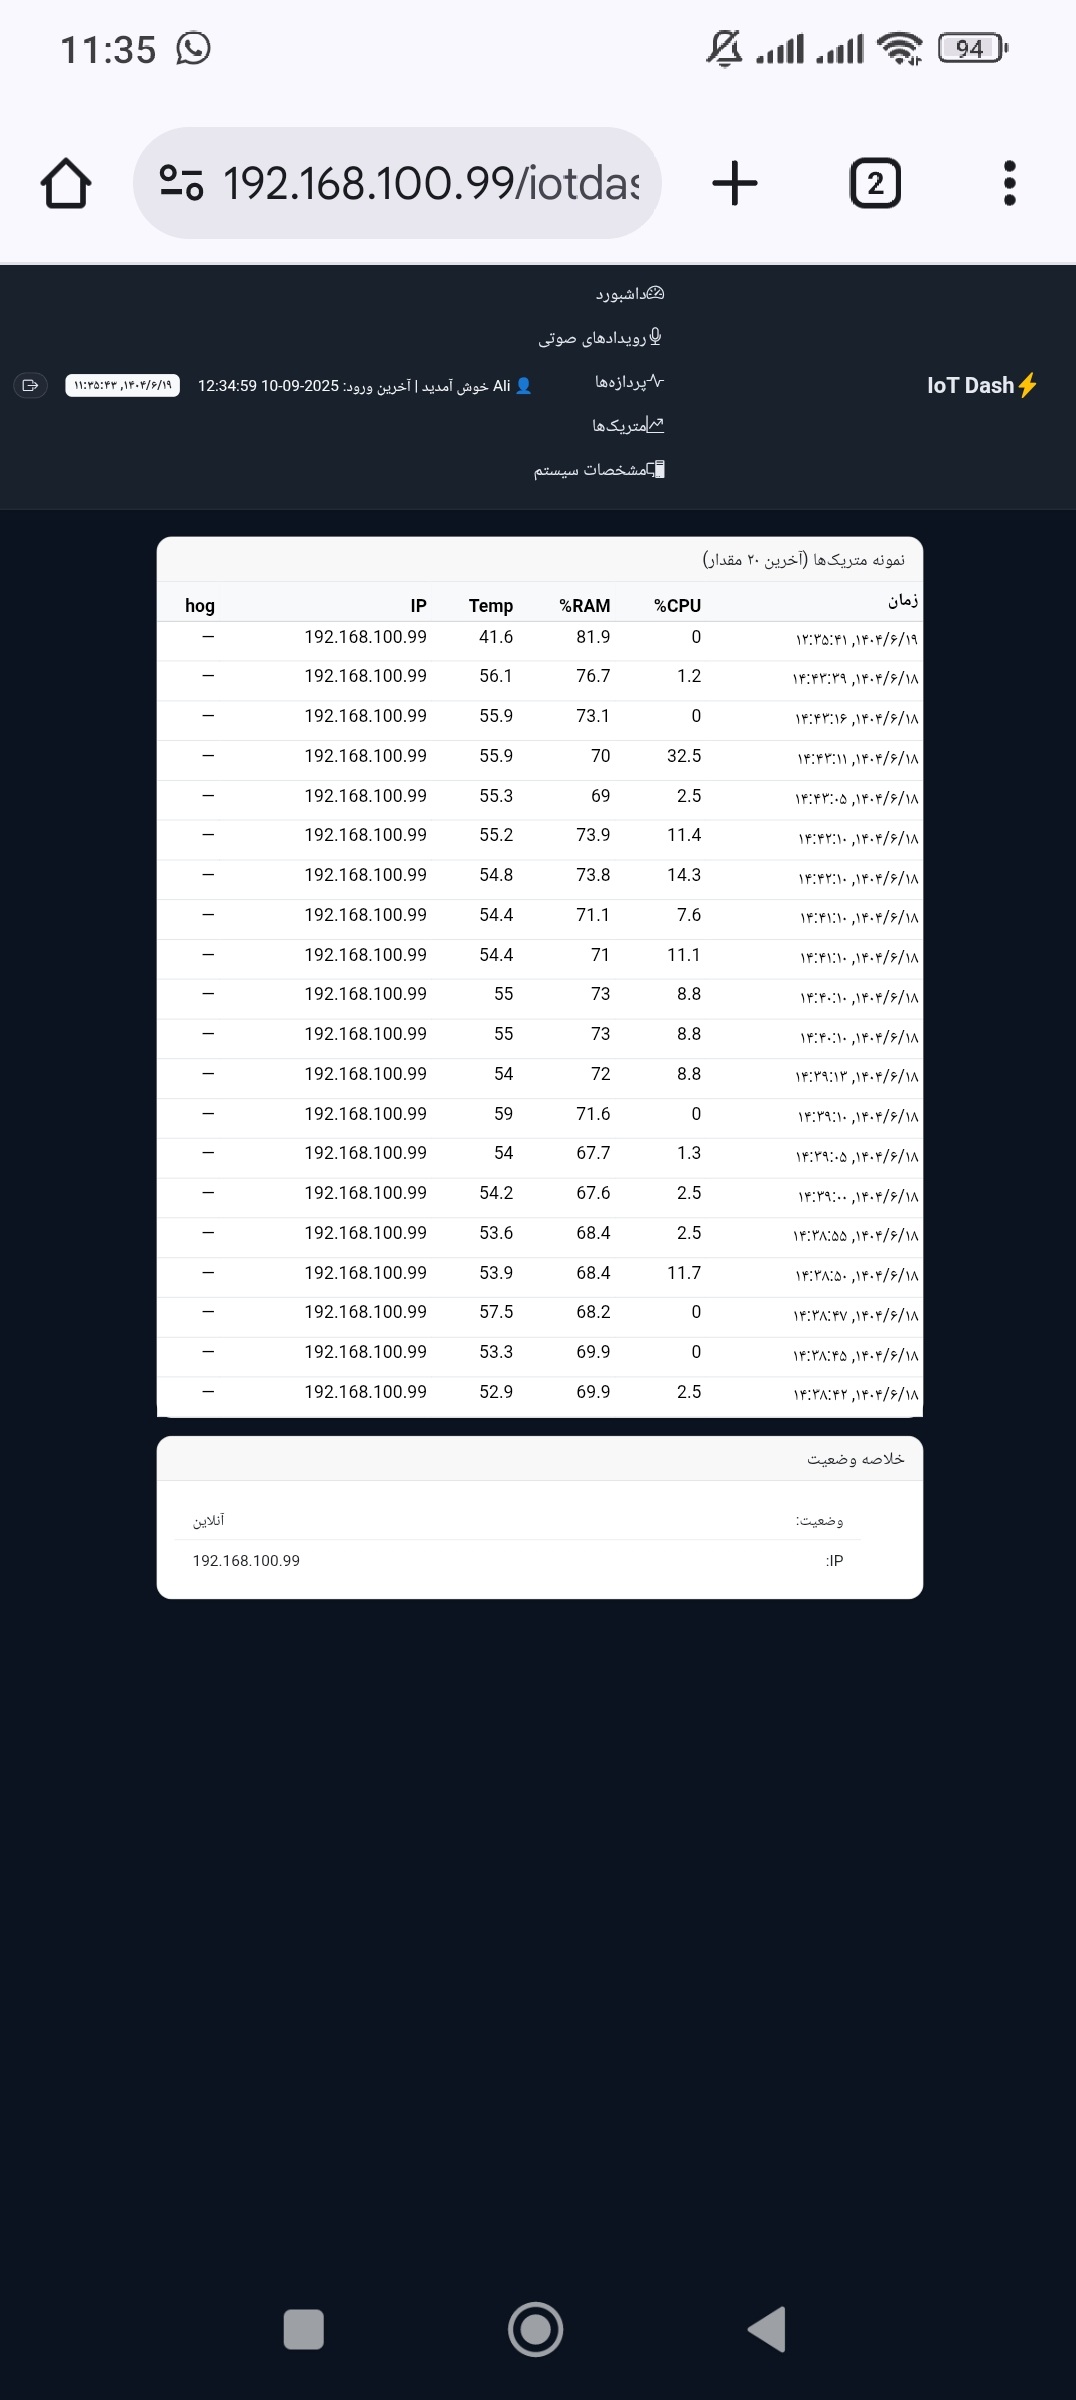 11:35
94
192.168.100.99/iotdas
2
داشبورد
رویدادهای صوتی
پردازه‌ها
متریک‌ها
مشخصات سیستم
IoT Dash
Ali خوش آمدید | آخرین ورود: 2025-09-10 12:34:59
۱۴۰۴/۶/۱۹, ۱۱:۳۵:۴۳
نمونه متریک‌ها (آخرین ۲۰ مقدار)
زمان %CPU %RAM Temp IP hog
۱۴۰۴/۶/۱۹, ۱۲:۳۵:۴۱ 0 81.9 41.6 192.168.100.99 —
۱۴۰۴/۶/۱۸, ۱۴:۴۳:۳۹ 1.2 76.7 56.1 192.168.100.99 —
۱۴۰۴/۶/۱۸, ۱۴:۴۳:۱۶ 0 73.1 55.9 192.168.100.99 —
۱۴۰۴/۶/۱۸, ۱۴:۴۳:۱۱ 32.5 70 55.9 192.168.100.99 —
۱۴۰۴/۶/۱۸, ۱۴:۴۳:۰۵ 2.5 69 55.3 192.168.100.99 —
۱۴۰۴/۶/۱۸, ۱۴:۴۲:۱۰ 11.4 73.9 55.2 192.168.100.99 —
۱۴۰۴/۶/۱۸, ۱۴:۴۲:۱۰ 14.3 73.8 54.8 192.168.100.99 —
۱۴۰۴/۶/۱۸, ۱۴:۴۱:۱۰ 7.6 71.1 54.4 192.168.100.99 —
۱۴۰۴/۶/۱۸, ۱۴:۴۱:۱۰ 11.1 71 54.4 192.168.100.99 —
۱۴۰۴/۶/۱۸, ۱۴:۴۰:۱۰ 8.8 73 55 192.168.100.99 —
۱۴۰۴/۶/۱۸, ۱۴:۴۰:۱۰ 8.8 73 55 192.168.100.99 —
۱۴۰۴/۶/۱۸, ۱۴:۳۹:۱۳ 8.8 72 54 192.168.100.99 —
۱۴۰۴/۶/۱۸, ۱۴:۳۹:۱۰ 0 71.6 59 192.168.100.99 —
۱۴۰۴/۶/۱۸, ۱۴:۳۹:۰۵ 1.3 67.7 54 192.168.100.99 —
۱۴۰۴/۶/۱۸, ۱۴:۳۹:۰۰ 2.5 67.6 54.2 192.168.100.99 —
۱۴۰۴/۶/۱۸, ۱۴:۳۸:۵۵ 2.5 68.4 53.6 192.168.100.99 —
۱۴۰۴/۶/۱۸, ۱۴:۳۸:۵۰ 11.7 68.4 53.9 192.168.100.99 —
۱۴۰۴/۶/۱۸, ۱۴:۳۸:۴۷ 0 68.2 57.5 192.168.100.99 —
۱۴۰۴/۶/۱۸, ۱۴:۳۸:۴۵ 0 69.9 53.3 192.168.100.99 —
۱۴۰۴/۶/۱۸, ۱۴:۳۸:۴۲ 2.5 69.9 52.9 192.168.100.99 —
خلاصه وضعیت
وضعیت: آنلاین
IP: 192.168.100.99